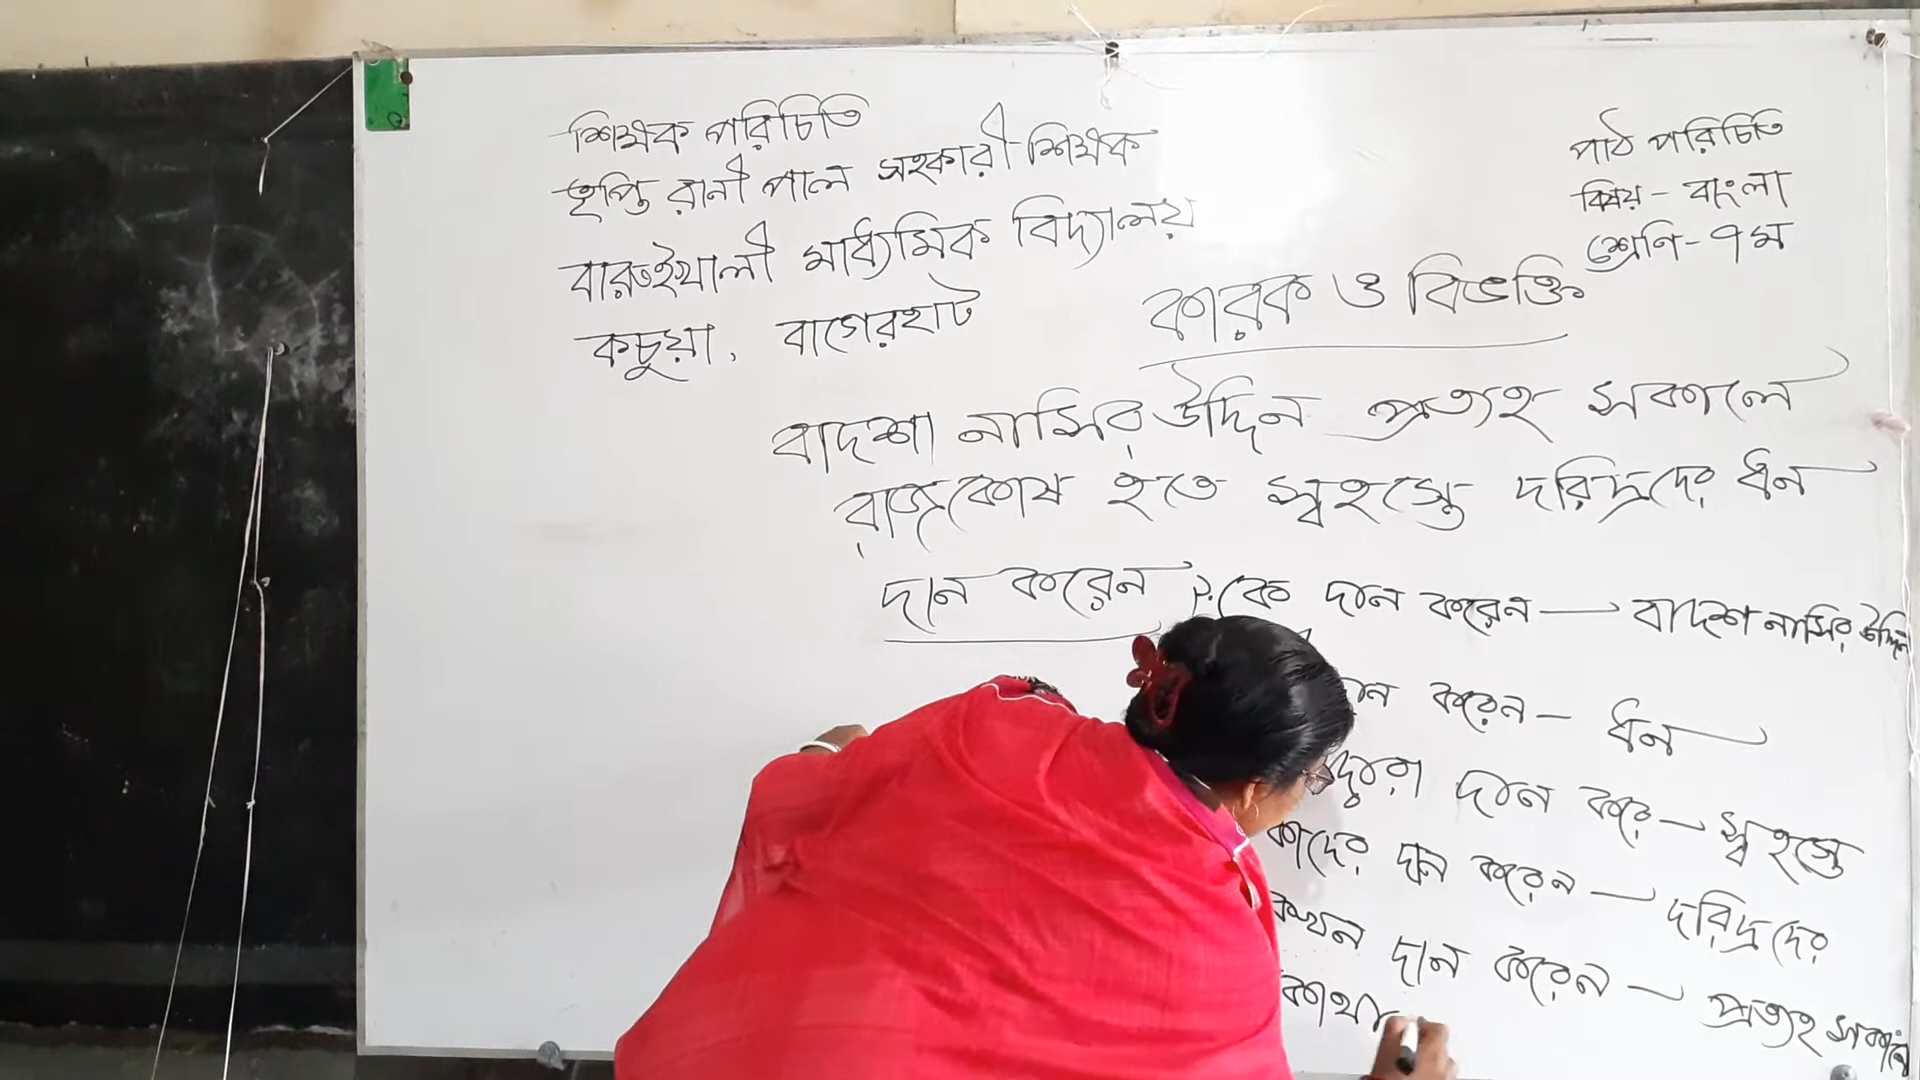 শিক্ষক পরিচিতি
তৃপ্তি রানী পাল সহকারী শিক্ষক
বারুইখালী মাধ্যমিক বিদ্যালয়
কচুয়া, বাগেরহাট
পাঠ পরিচিতি
বিষয় - বাংলা
শ্রেণি - ৭ম
কারক ও বিভক্তি
বাদশা নাসির উদ্দিন প্রত্যহ সকালে
রাজকোষ হতে স্বহস্তে দরিদ্রদের ধন
দান করেন
কে দান করেন — বাদশা নাসির উদ্দিন
করেন — ধন
দ্বারা দান করে — স্বহস্তে
কাদের দান করেন — দরিদ্রদের
কখন দান করেন — প্রত্যহ সকালে